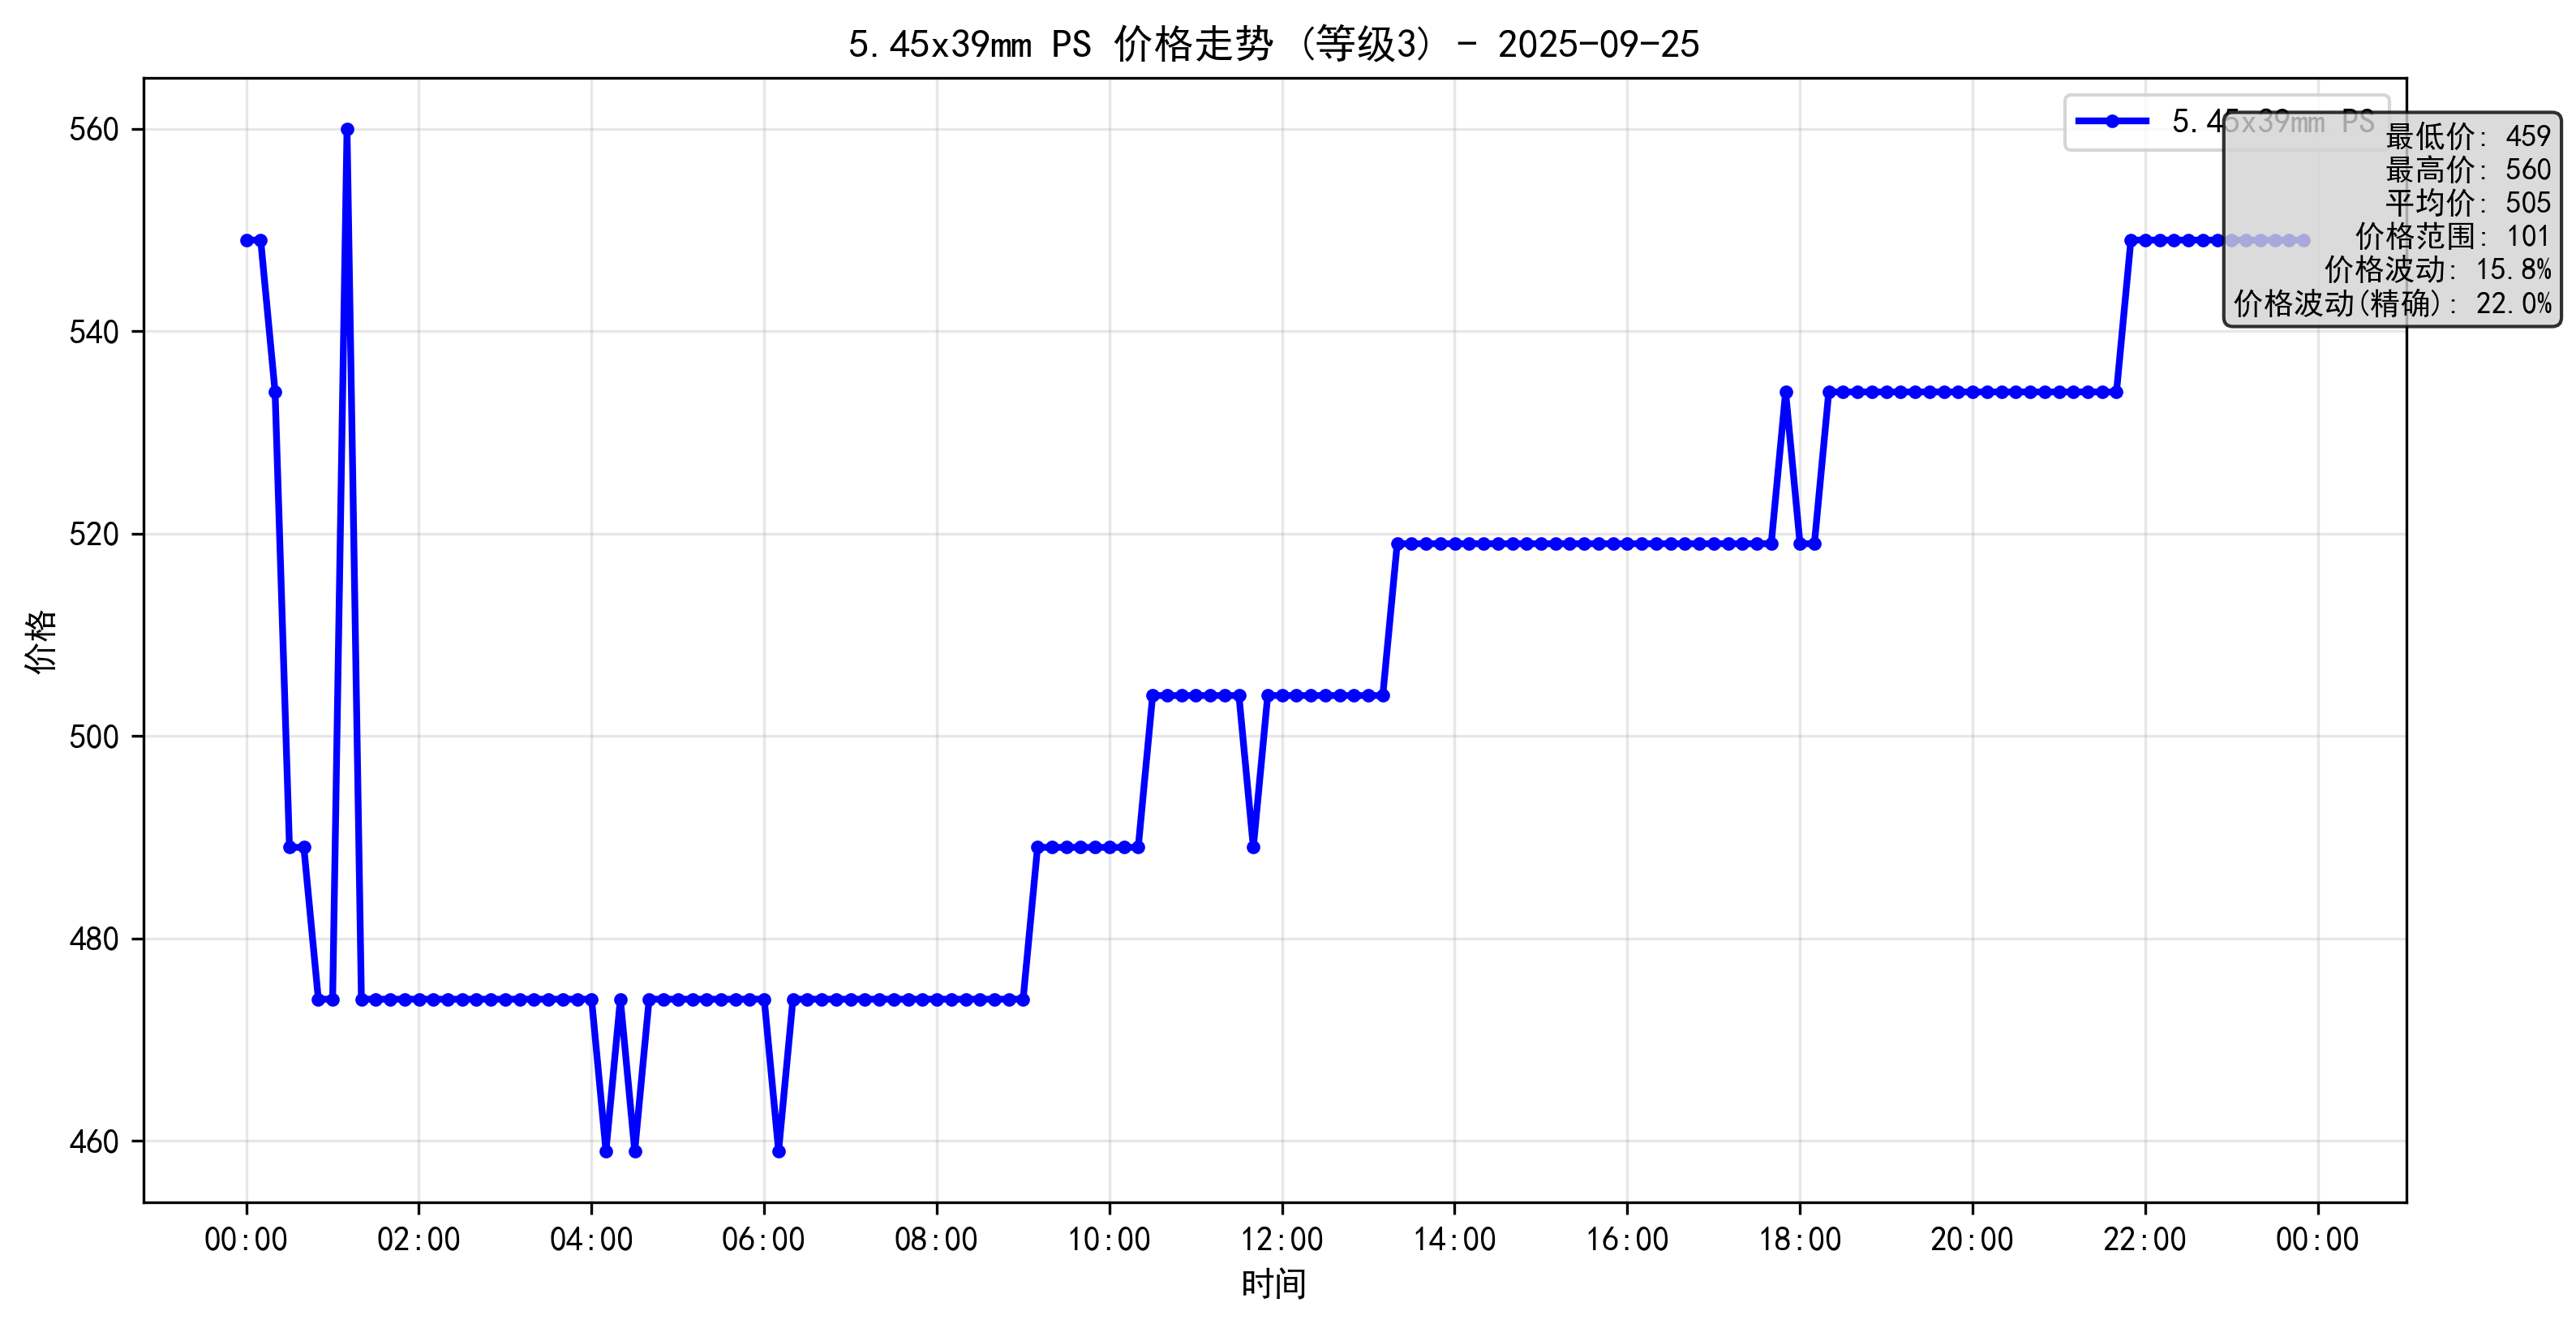 5.45x39mm PS 价格走势 (等级3) - 2025-09-25
5.45x39mm PS
最低价: 459
最高价: 560
平均价: 505
价格范围: 101
价格波动: 15.8%
价格波动(精确): 22.0%
560
540
520
500
480
460
价格
00:00 02:00 04:00 06:00 08:00 10:00 12:00 14:00 16:00 18:00 20:00 22:00 00:00
时间